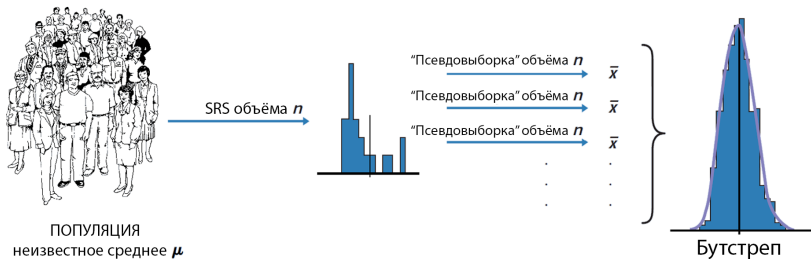 "Псевдовыборка" объёма n
x̄
"Псевдовыборка" объёма n
x̄
SRS объёма n
"Псевдовыборка" объёма n
x̄
ПОПУЛЯЦИЯ
неизвестное среднее μ
Бутстреп